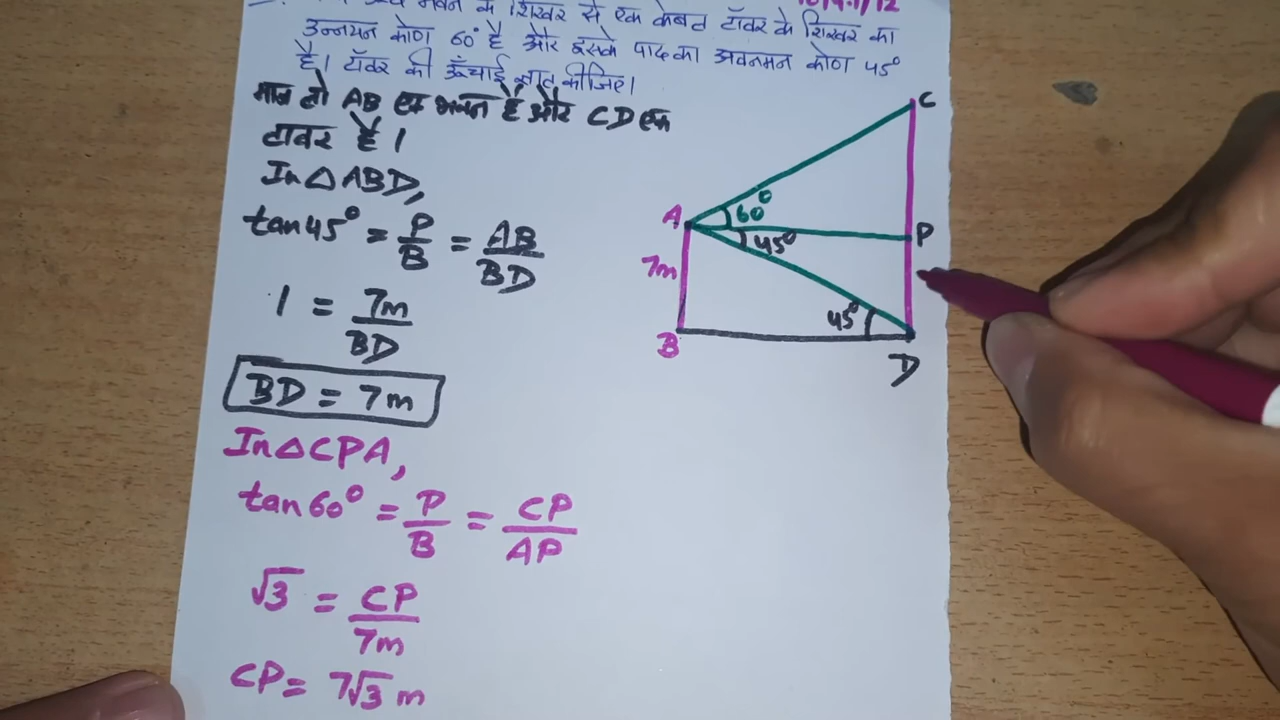 भवन के शिखर से एक केबल टॉवर के शिखर का
उन्नयन कोण 60° है और इसके पाद का अवनमन कोण 45°
है। टॉवर की ऊँचाई ज्ञात कीजिए।
मान लो AB एक भवन है और CD एक
टावर है।
In △ ABD,
tan45° = P/B = AB/BD
1 = 7m/BD
BD = 7m
In △ CPA,
tan60° = P/B = CP/AP
√3 = CP/7m
CP = 7√3 m
C
A
60°
P
45°
7m
45°
B
D